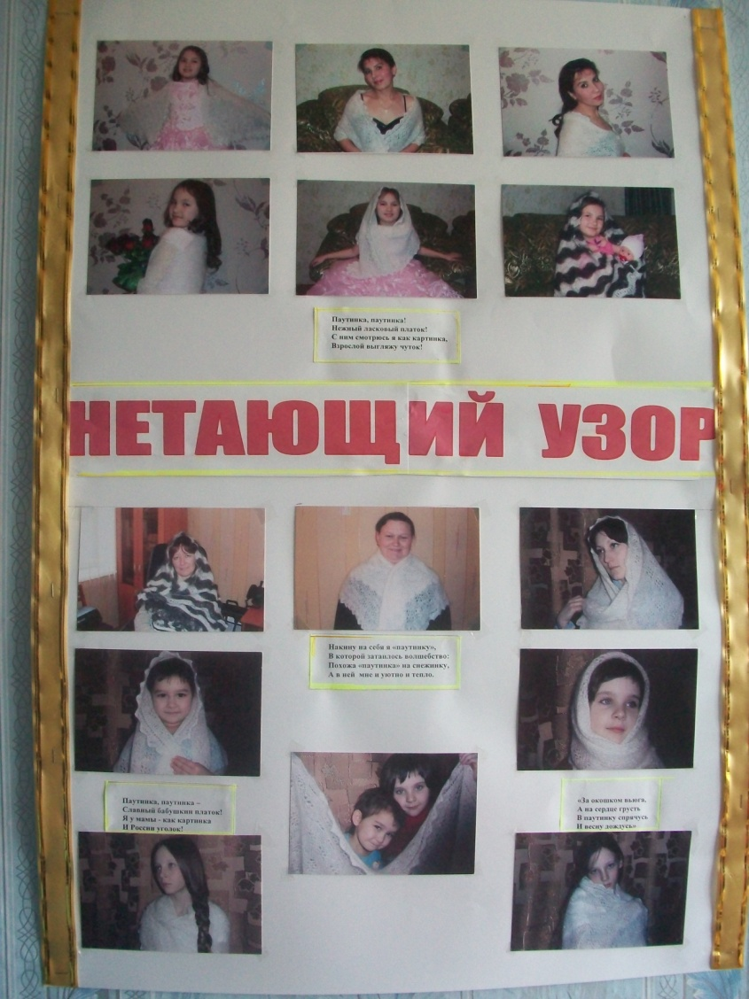 Паутинка, паутинка!
Нежный ласковый платок!
С ним смотрюсь я как картинка,
Взрослой выгляжу чуток!
НЕТАЮЩИЙ УЗОР
Накину на себя я «паутинку»,
В которой затаилось волшебство:
Похожа «паутинка» на снежинку,
А в ней мне и уютно и тепло.
Паутинка, паутинка –
Славный бабушкин платок!
Я у мамы - как картинка
И России уголок!
«За окошком вьюга,
А на сердце грусть
В паутинку спрячусь
И весну дождусь»